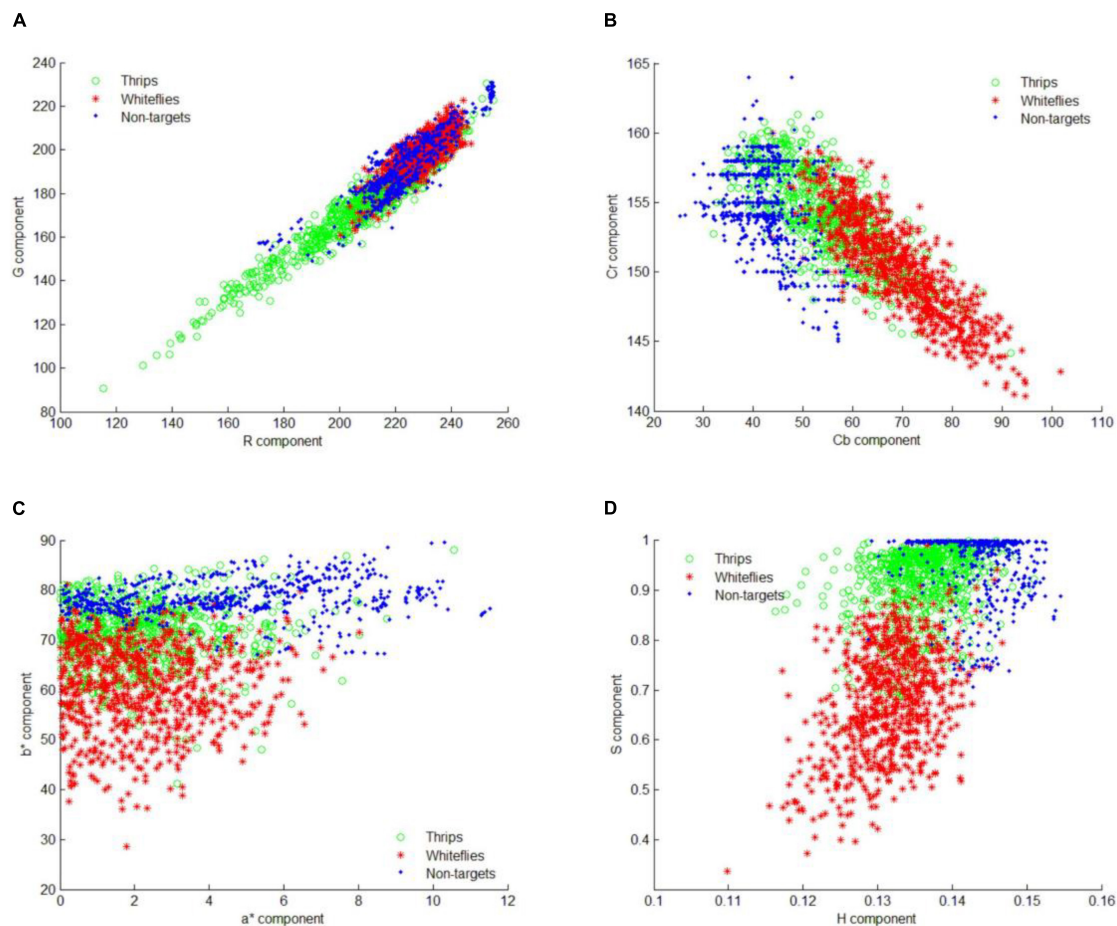 A
G component
240
220
200
180
160
140
120
100
80
Thrips
Whiteflies
Non-targets
100 120 140 160 180 200 220 240 260
R component
B
Cr component
165
160
155
150
145
140
Thrips
Whiteflies
Non-targets
20 30 40 50 60 70 80 90 100 110
Cb component
C
b* component
90
80
70
60
50
40
30
20
Thrips
Whiteflies
Non-targets
0 2 4 6 8 10 12
a* component
D
S component
1
0.9
0.8
0.7
0.6
0.5
0.4
Thrips
Whiteflies
Non-targets
0.1 0.11 0.12 0.13 0.14 0.15 0.16
H component